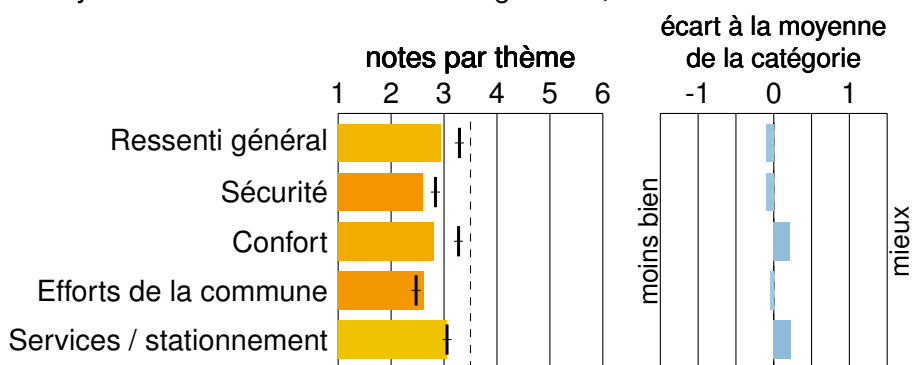 écart à la moyenne
notes par thème
de la catégorie
1 2 3 4 5 6
-1 0 1
Ressenti général
Sécurité
Confort
Efforts de la commune
Services / stationnement
moins bien
mieux